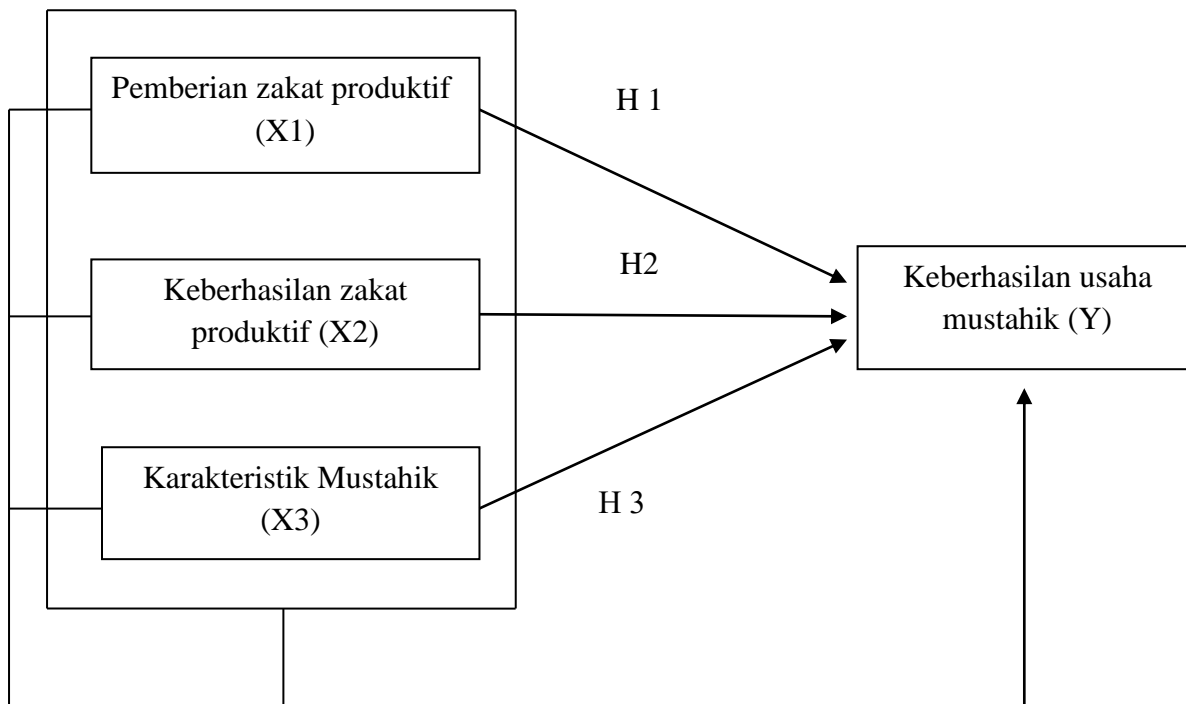 Pemberian zakat produktif
(X1)
H 1
Keberhasilan zakat
produktif (X2)
H2
Keberhasilan usaha
mustahik (Y)
Karakteristik Mustahik
(X3)
H 3